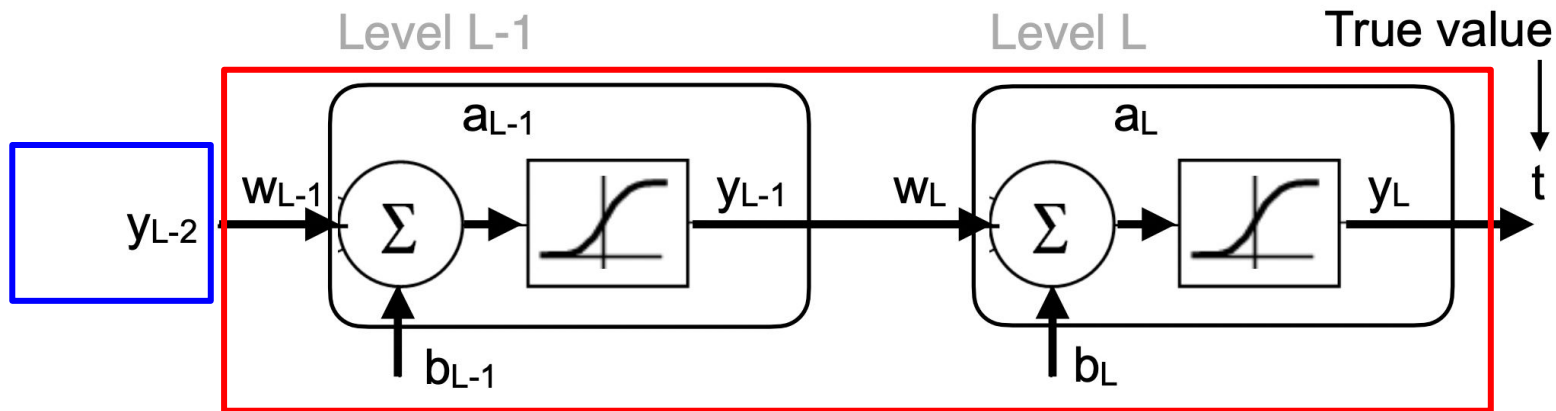 Level L-1
Level L
True value
aL-1
aL
t
yL-2
wL-1
Σ
yL-1
wL
Σ
yL
bL-1
bL